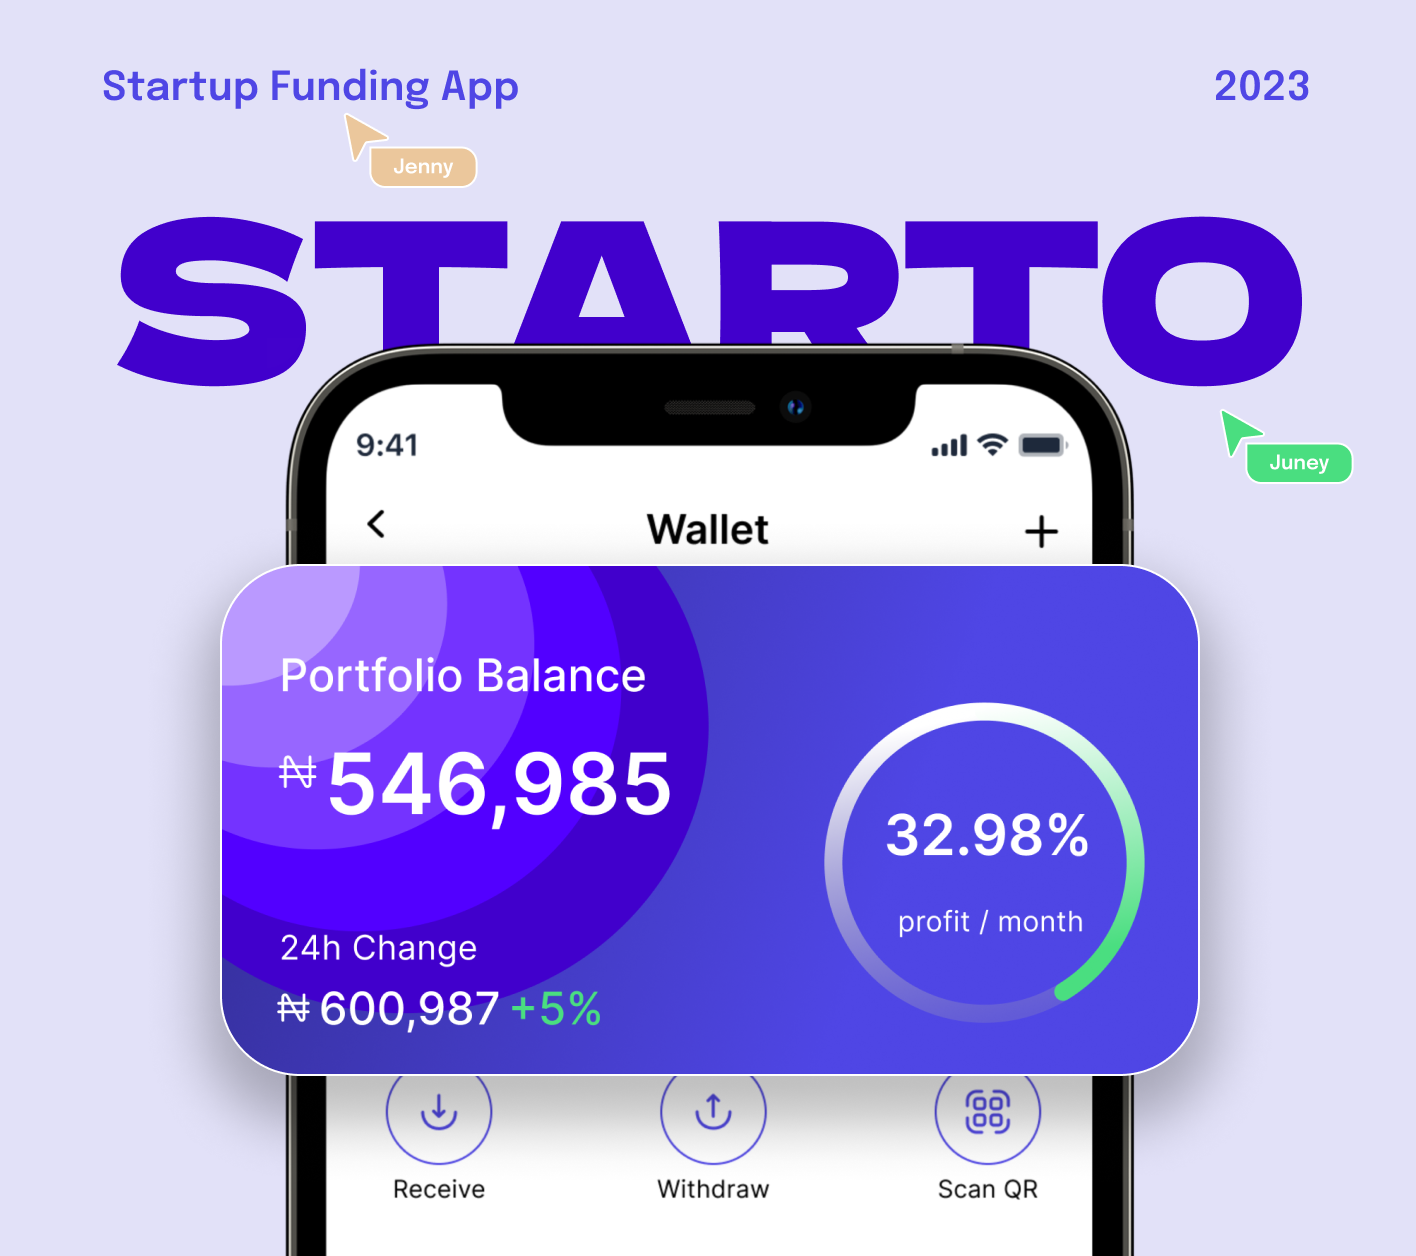 Startup Funding App
2023
Jenny
STARTO
9:41
Juney
Wallet
Portfolio Balance
₦546,985
32.98%
profit / month
24h Change
₦600,987 +5%
Receive
Withdraw
Scan QR